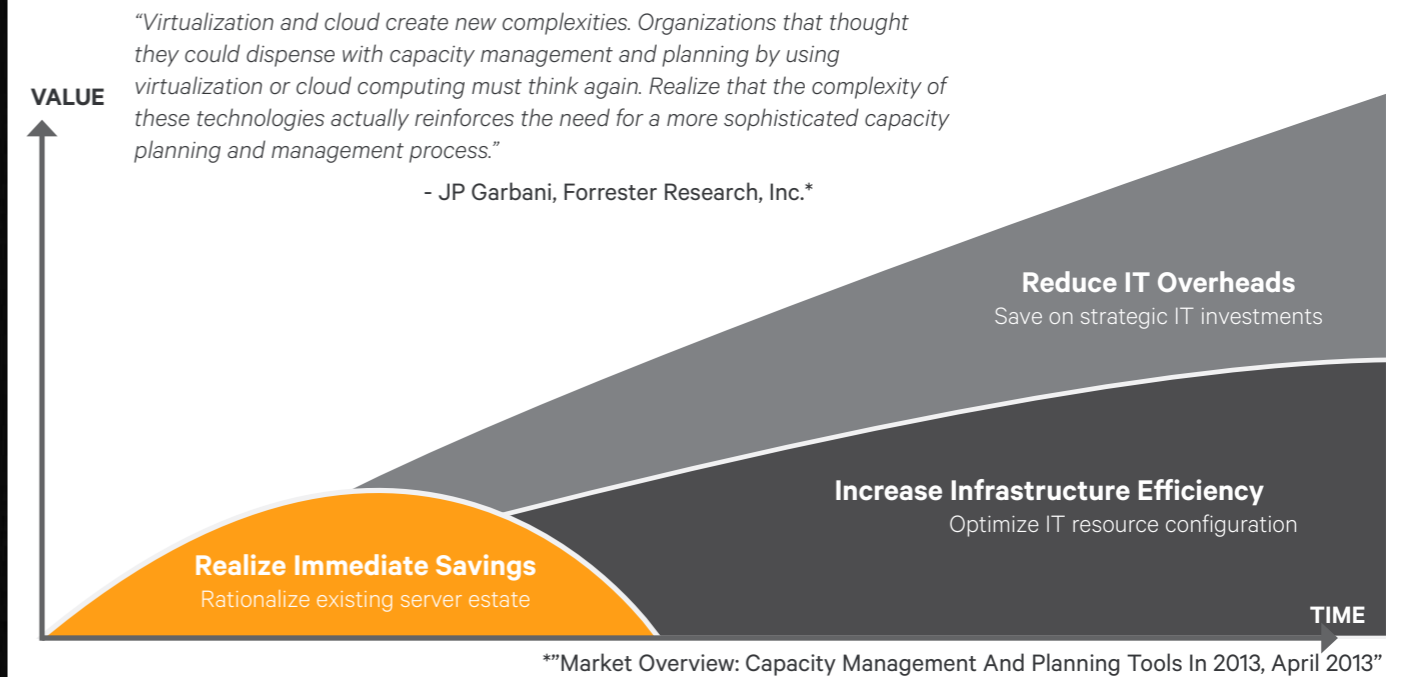 “Virtualization and cloud create new complexities. Organizations that thought
they could dispense with capacity management and planning by using
virtualization or cloud computing must think again. Realize that the complexity of
these technologies actually reinforces the need for a more sophisticated capacity
planning and management process.”
- JP Garbani, Forrester Research, Inc.*
VALUE
Reduce IT Overheads
Save on strategic IT investments
Increase Infrastructure Efficiency
Optimize IT resource configuration
Realize Immediate Savings
Rationalize existing server estate
TIME
*”Market Overview: Capacity Management And Planning Tools In 2013, April 2013”